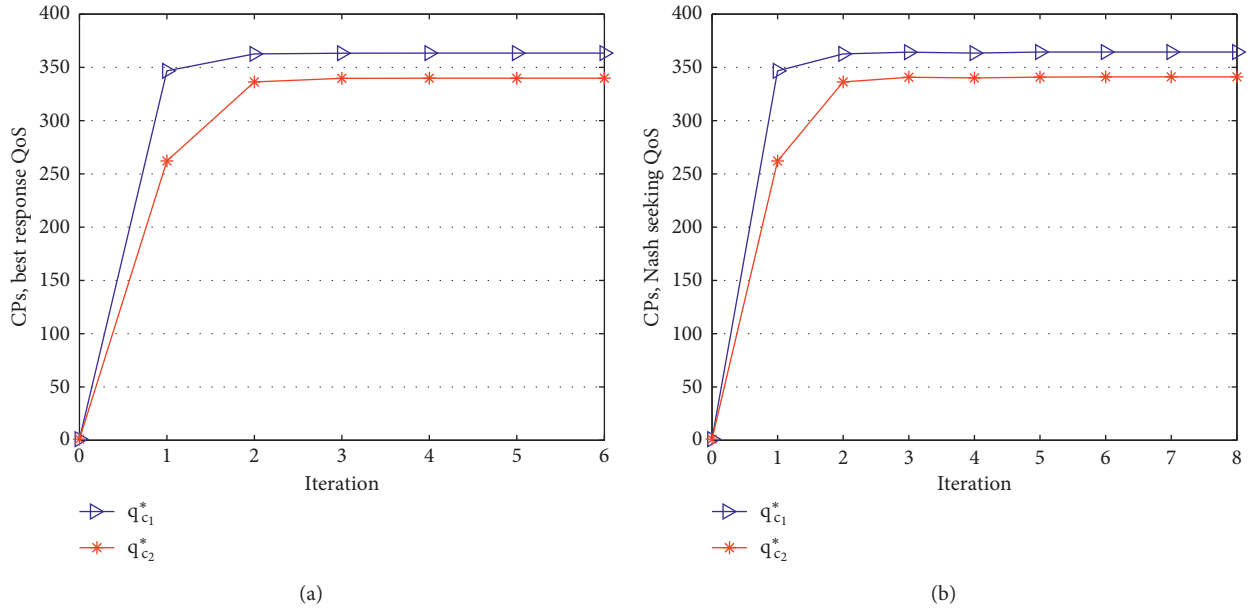 400
350
300
250
200
150
100
50
0
CPs, best response QoS
0 1 2 3 4 5 6
Iteration
q*c1
q*c2
(a)
400
350
300
250
200
150
100
50
0
CPs, Nash seeking QoS
0 1 2 3 4 5 6 7 8
Iteration
q*c1
q*c2
(b)